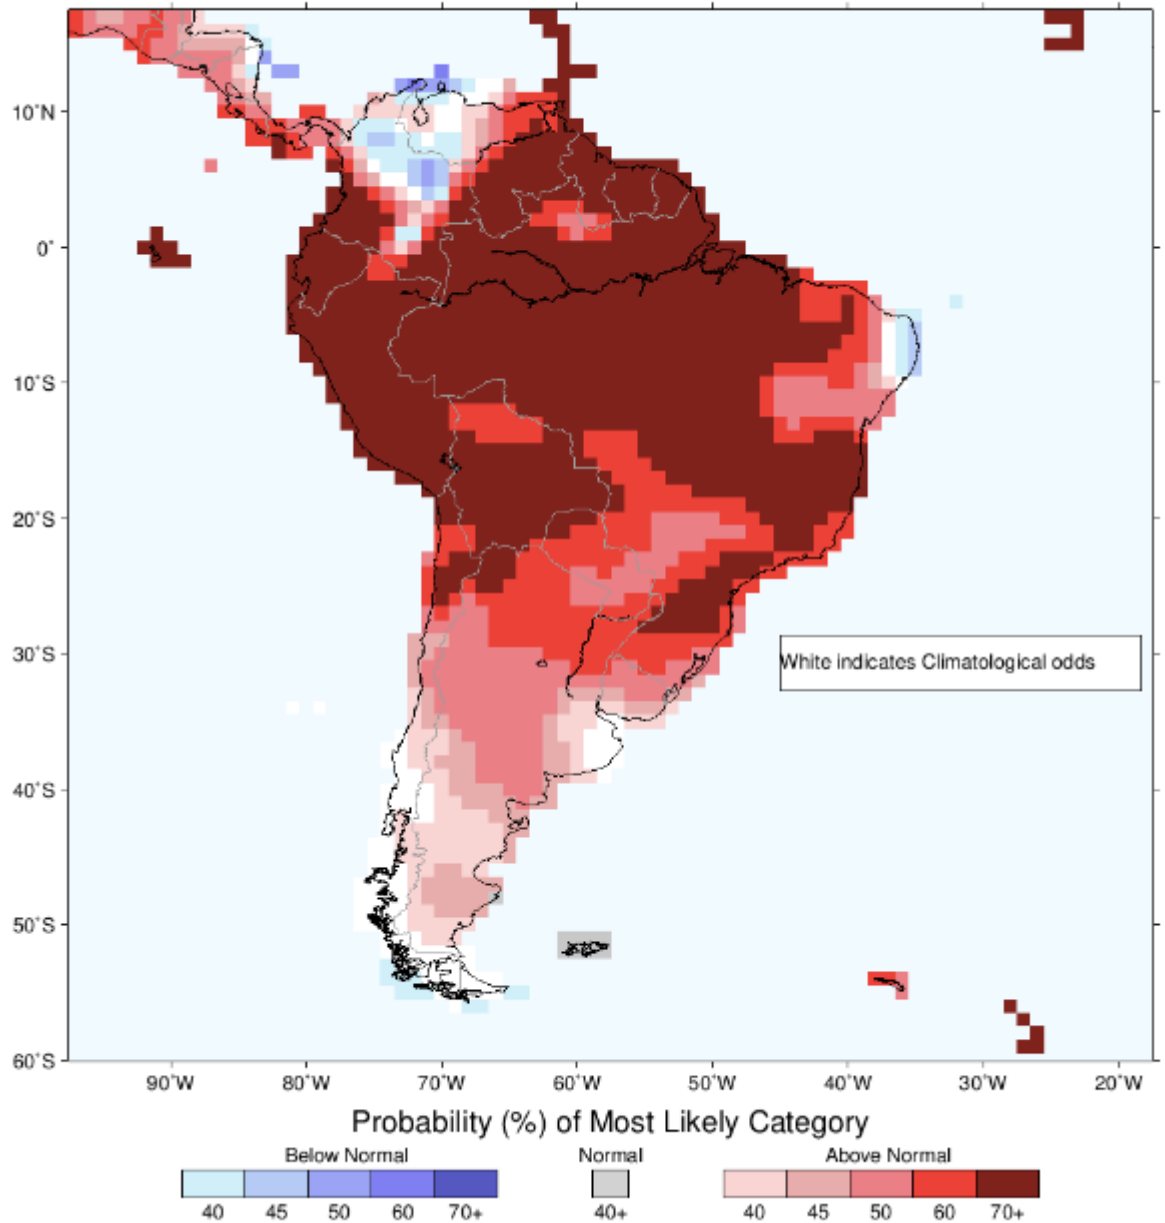 10°N
0°
10°S
20°S
30°S
40°S
50°S
60°S
White indicates Climatological odds
90°W 80°W 70°W 60°W 50°W 40°W 30°W 20°W
Probability (%) of Most Likely Category
Below Normal Normal Above Normal
40 45 50 60 70+ 40+ 40 45 50 60 70+